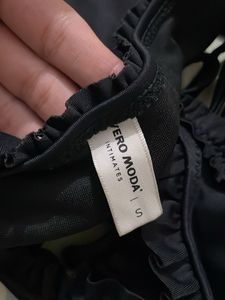 VERO MODA®
INTIMATES
S